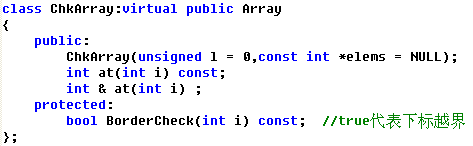 class ChkArray:virtual public Array
{
    public:
        ChkArray(unsigned l = 0,const int *elems = NULL);
        int at(int i) const;
        int & at(int i) ;
    protected:
        bool BorderCheck(int i) const;  //true代表下标越界
};